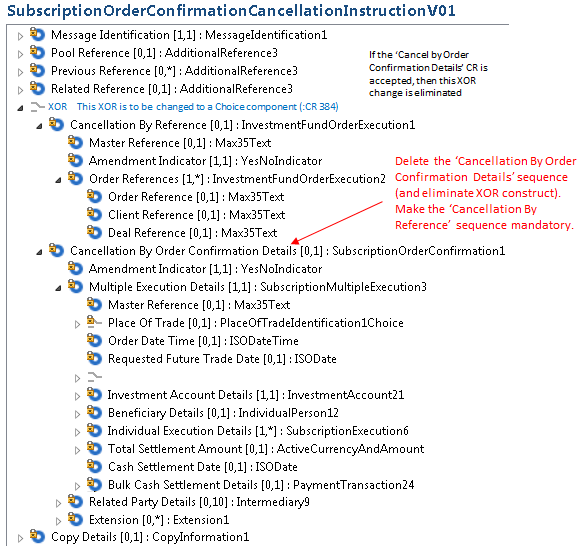 SubscriptionOrderConfirmationCancellationInstructionV01
Message Identification [1,1] : MessageIdentification1
Pool Reference [0,1] : AdditionalReference3
Previous Reference [0,*] : AdditionalReference3
Related Reference [0,1] : AdditionalReference3
If the ‘Cancel by Order
Confirmation Details’ CR is
accepted, then this XOR
change is eliminated
XOR This XOR is to be changed to a Choice component (:CR 384)
Cancellation By Reference [0,1] : InvestmentFundOrderExecution1
Master Reference [0,1] : Max35Text
Amendment Indicator [1,1] : YesNoIndicator
Order References [1,*] : InvestmentFundOrderExecution2
Order Reference [0,1] : Max35Text
Client Reference [0,1] : Max35Text
Deal Reference [0,1] : Max35Text
Delete the ‘Cancellation By Order
Confirmation Details’ sequence
(and eliminate XOR construct).
Make the ‘Cancellation By
Reference’ sequence mandatory.
Cancellation By Order Confirmation Details [0,1] : SubscriptionOrderConfirmation1
Amendment Indicator [1,1] : YesNoIndicator
Multiple Execution Details [1,1] : SubscriptionMultipleExecution3
Master Reference [0,1] : Max35Text
Place Of Trade [0,1] : PlaceOfTradeIdentification1Choice
Order Date Time [0,1] : ISODateTime
Requested Future Trade Date [0,1] : ISODate
Investment Account Details [1,1] : InvestmentAccount21
Beneficiary Details [0,1] : IndividualPerson12
Individual Execution Details [1,*] : SubscriptionExecution6
Total Settlement Amount [0,1] : ActiveCurrencyAndAmount
Cash Settlement Date [0,1] : ISODate
Bulk Cash Settlement Details [0,1] : PaymentTransaction24
Related Party Details [0,10] : Intermediary9
Extension [0,*] : Extension1
Copy Details [0,1] : CopyInformation1